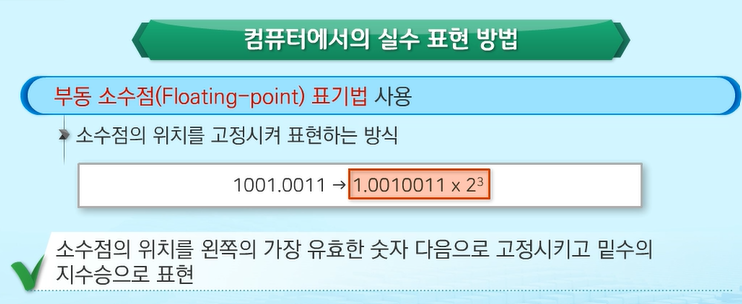 컴퓨터에서의 실수 표현 방법
부동 소수점(Floating-point) 표기법 사용
소수점의 위치를 고정시켜 표현하는 방식
1001.0011 → 1.0010011 x 2³
소수점의 위치를 왼쪽의 가장 유효한 숫자 다음으로 고정시키고 밑수의
지수승으로 표현